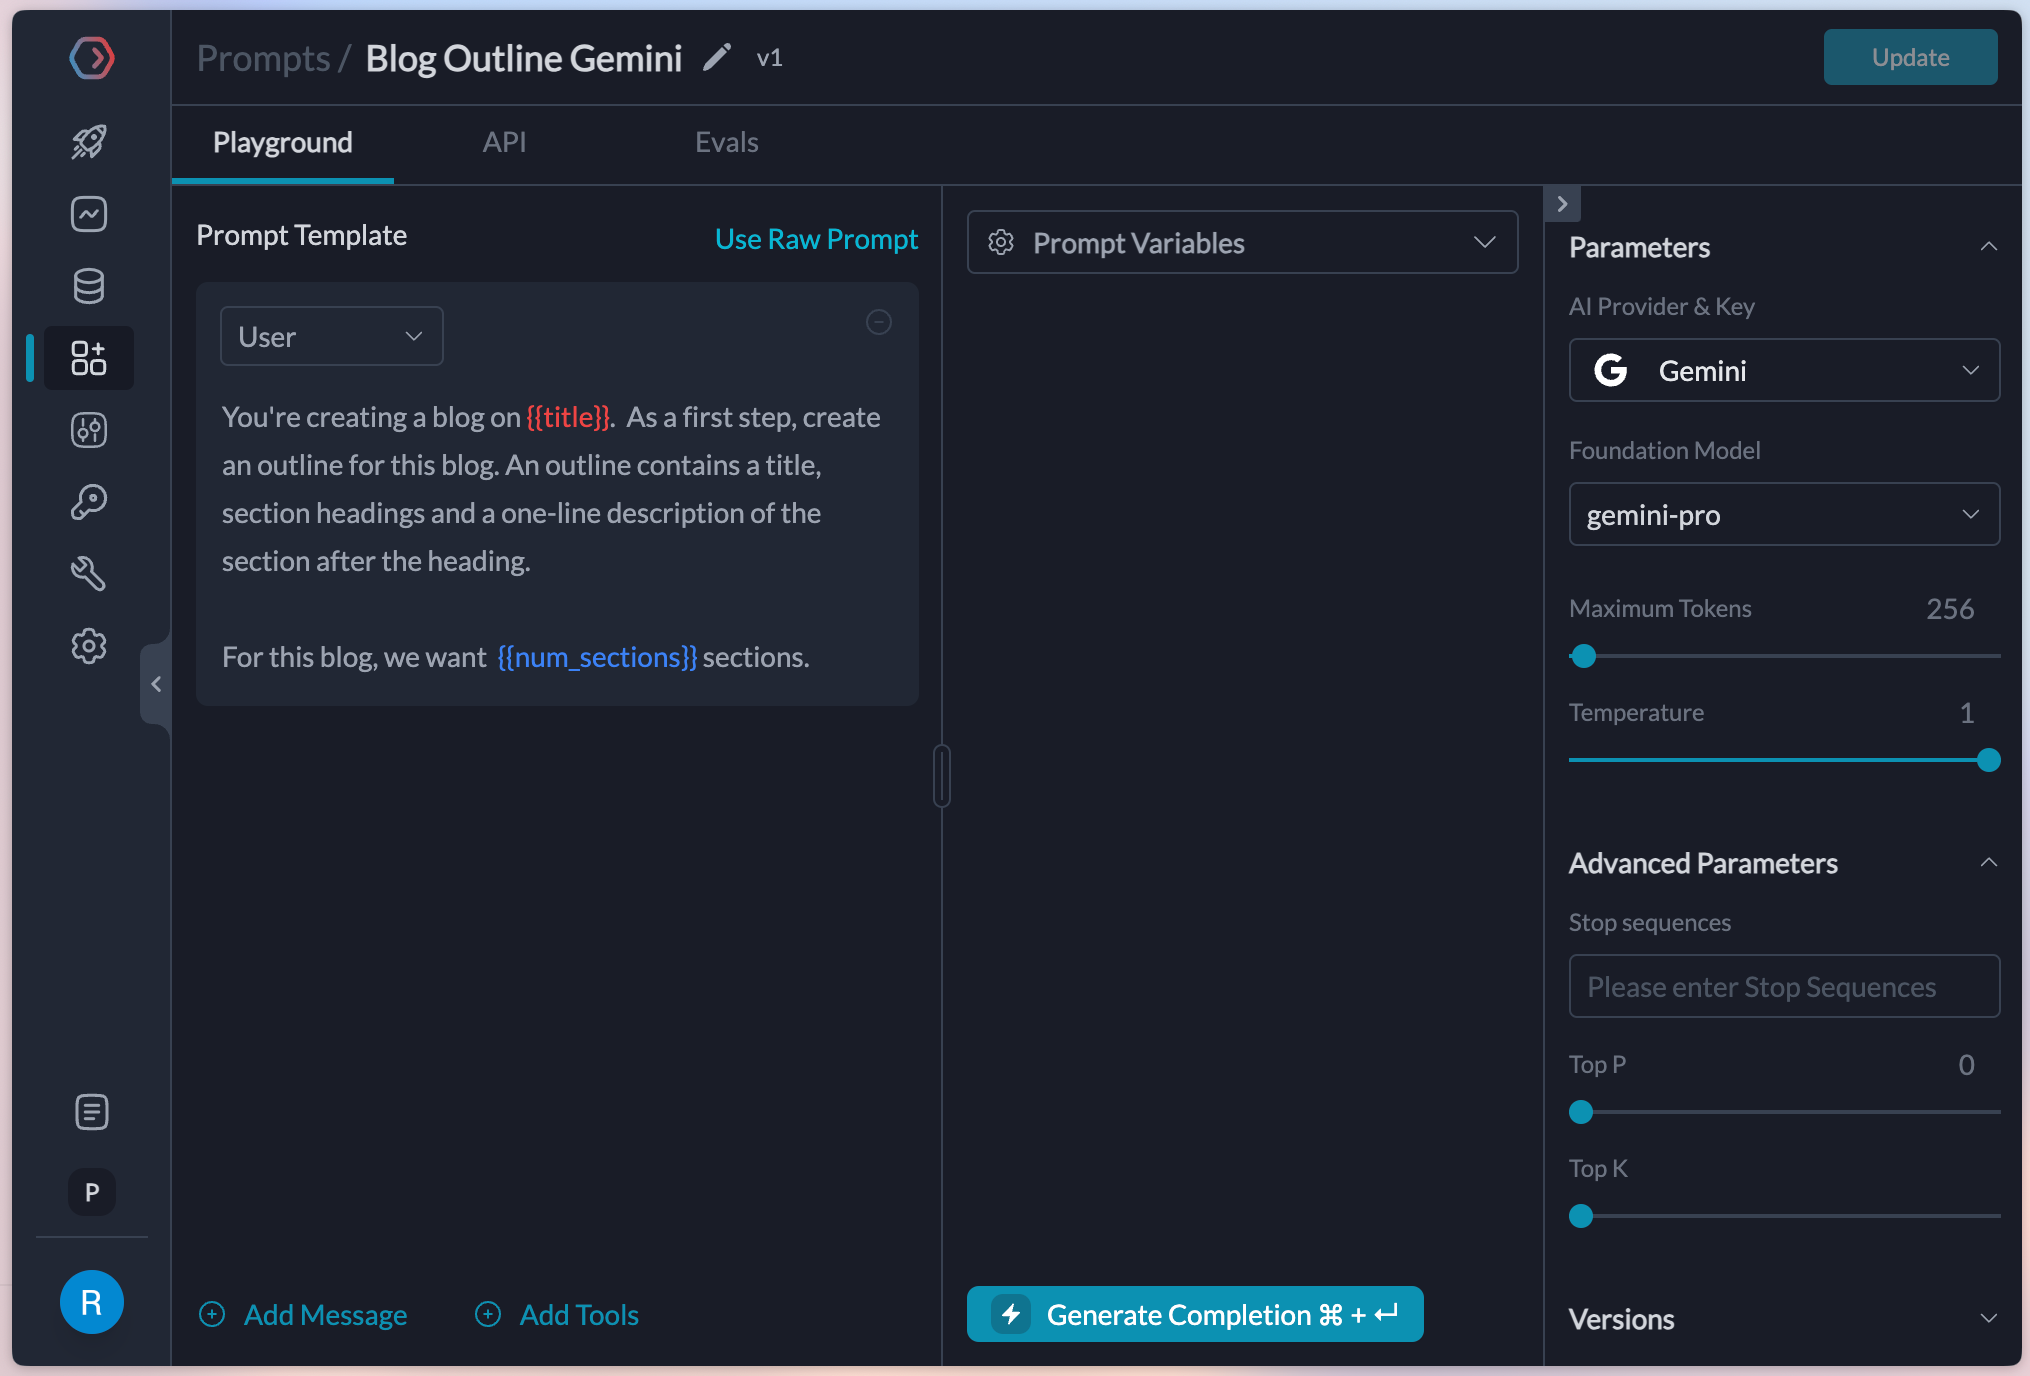 Prompts / Blog Outline Gemini v1
Update
Playground
API
Evals
Prompt Template
Use Raw Prompt
User
You're creating a blog on {{title}}. As a first step, create
an outline for this blog. An outline contains a title,
section headings and a one-line description of the
section after the heading.
For this blog, we want {{num_sections}} sections.
Add Message
Add Tools
Prompt Variables
Generate Completion ⌘ + ↵
Parameters
AI Provider & Key
G Gemini
Foundation Model
gemini-pro
Maximum Tokens 256
Temperature 1
Advanced Parameters
Stop sequences
Please enter Stop Sequences
Top P 0
Top K
Versions
P
R